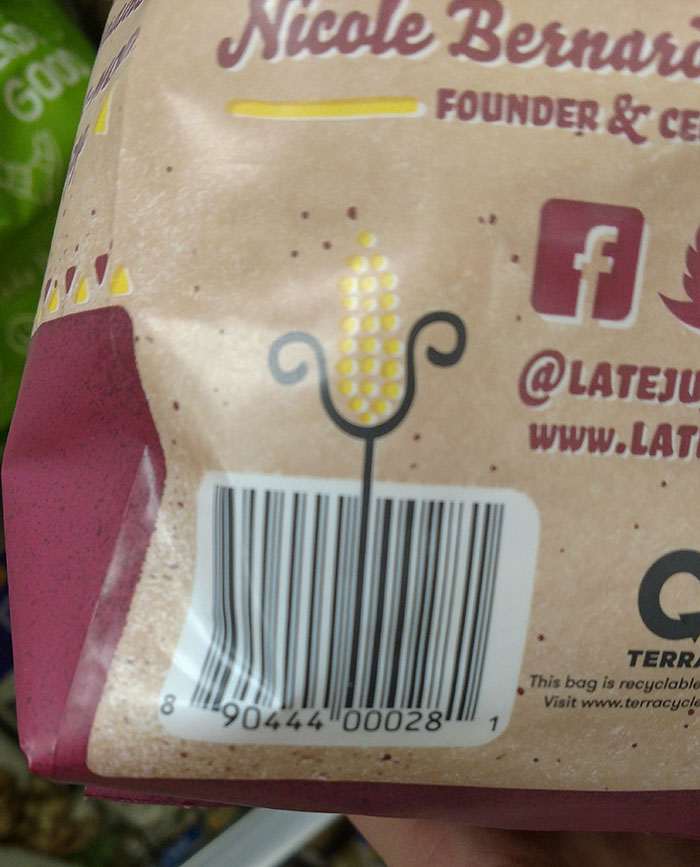 Nicole Bernard
FOUNDER & CE
f
@LATEJU
www.LAT
TERRA
This bag is recyclable
Visit www.terracycle
8 90444 00028 1
GOO